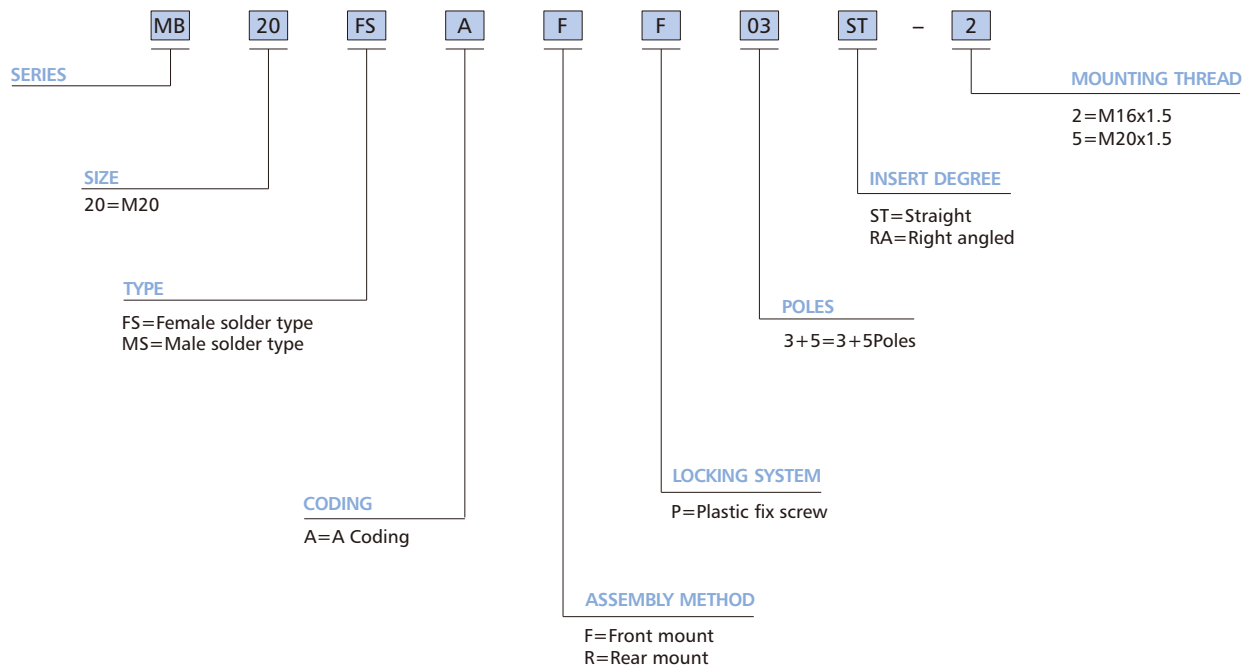 MB 20 FS A F F 03 ST – 2
SERIES
MOUNTING THREAD
2=M16x1.5
5=M20x1.5
SIZE
20=M20
INSERT DEGREE
ST=Straight
RA=Right angled
TYPE
FS=Female solder type
MS=Male solder type
POLES
3+5=3+5Poles
LOCKING SYSTEM
P=Plastic fix screw
CODING
A=A Coding
ASSEMBLY METHOD
F=Front mount
R=Rear mount